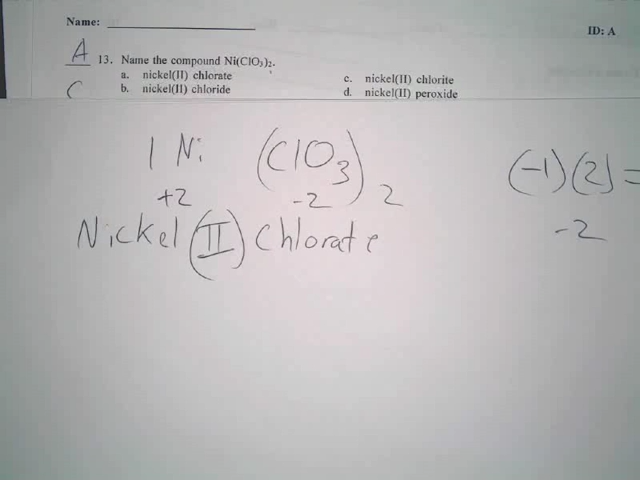 Name:
ID: A
A 13. Name the compound Ni(ClO₃)₂.
a. nickel(II) chlorate c. nickel(II) chlorite
C b. nickel(II) chloride d. nickel(II) peroxide
1 Ni (ClO₃)₂ (-1)(2) =
+2 -2 -2
Nickel (II) Chlorate